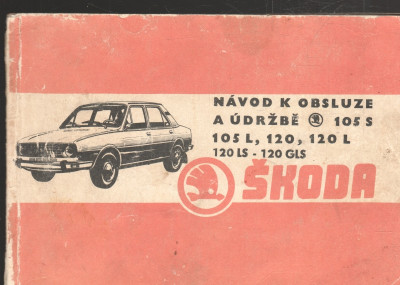 NÁVOD K OBSLUZE
A ÚDRŽBĚ 105 S
105 L, 120, 120 L
120 LS - 120 GLS
ŠKODA